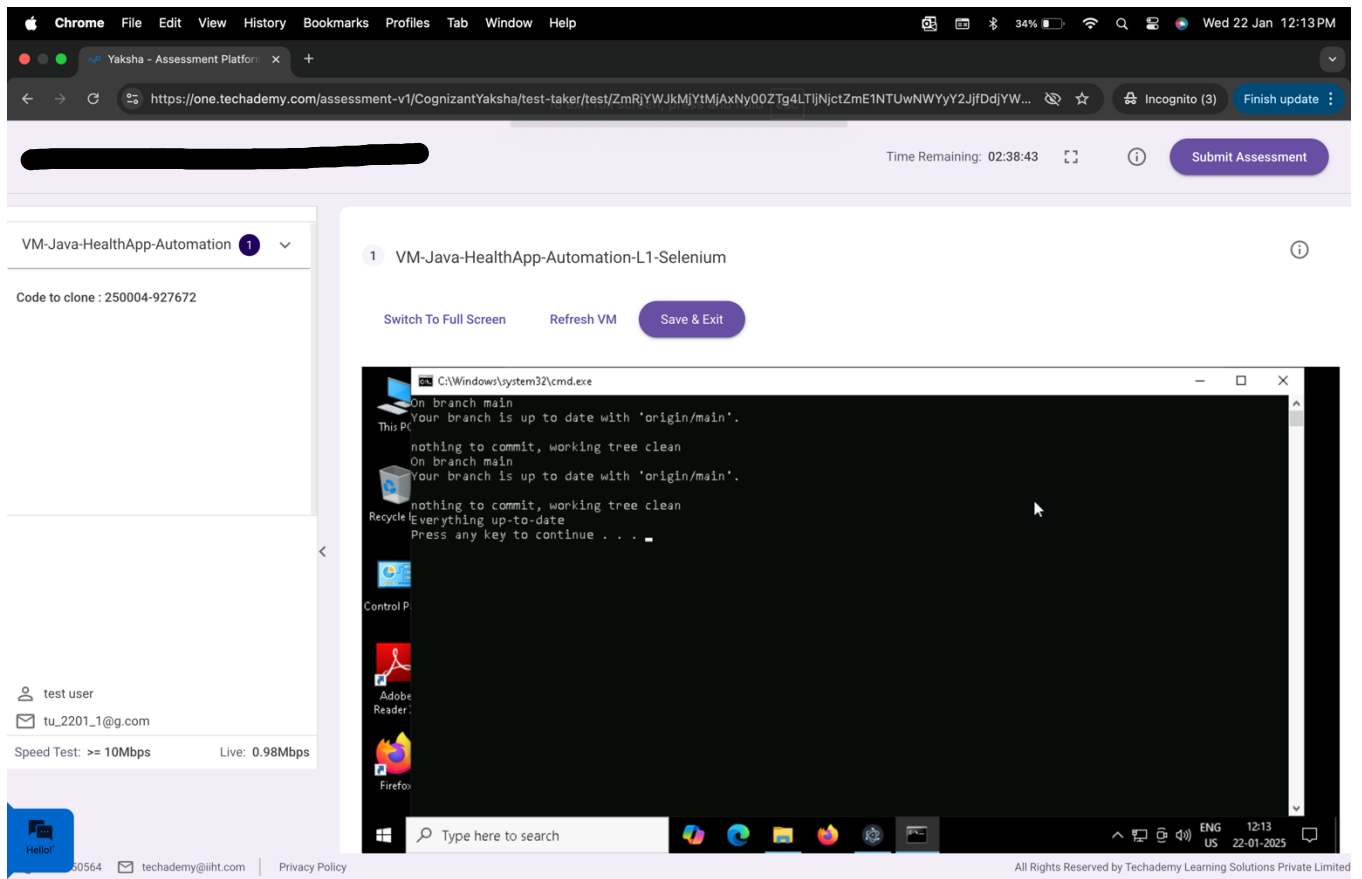 Chrome File Edit View History Bookmarks Profiles Tab Window Help 34% Wed 22 Jan 12:13 PM
Yaksha - Assessment Platform
https://one.techademy.com/assessment-v1/CognizantYaksha/test-taker/test/ Incognito (3) Finish update
Time Remaining: 02:38:43 Submit Assessment
VM-Java-HealthApp-Automation 1
Code to clone : 250004-927672
1 VM-Java-HealthApp-Automation-L1-Selenium
Switch To Full Screen Refresh VM Save & Exit
C:\Windows\system32\cmd.exe
On branch main
Your branch is up to date with 'origin/main'.
nothing to commit, working tree clean
On branch main
Your branch is up to date with 'origin/main'.
nothing to commit, working tree clean
Everything up-to-date
Press any key to continue . . .
This PC
Recycle
Control P
Adobe
Reader
Firefox
Type here to search
ENG
US
12:13
22-01-2025
test user
tu_2201_1@g.com
Speed Test: >= 10Mbps Live: 0.98Mbps
Hello!
50564 techademy@iiht.com Privacy Policy All Rights Reserved by Techademy Learning Solutions Private Limited